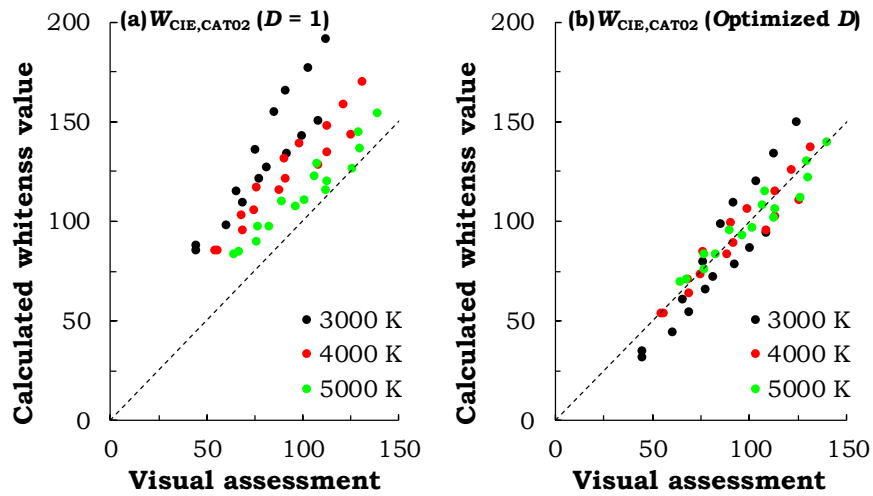 (a) W_CIE,CAT02 (D = 1)
Calculated whitenss value
200
150
100
50
0
0 50 100 150
Visual assessment
3000 K
4000 K
5000 K
(b) W_CIE,CAT02 (Optimized D)
Calculated whitenss value
200
150
100
50
0
0 50 100 150
Visual assessment
3000 K
4000 K
5000 K